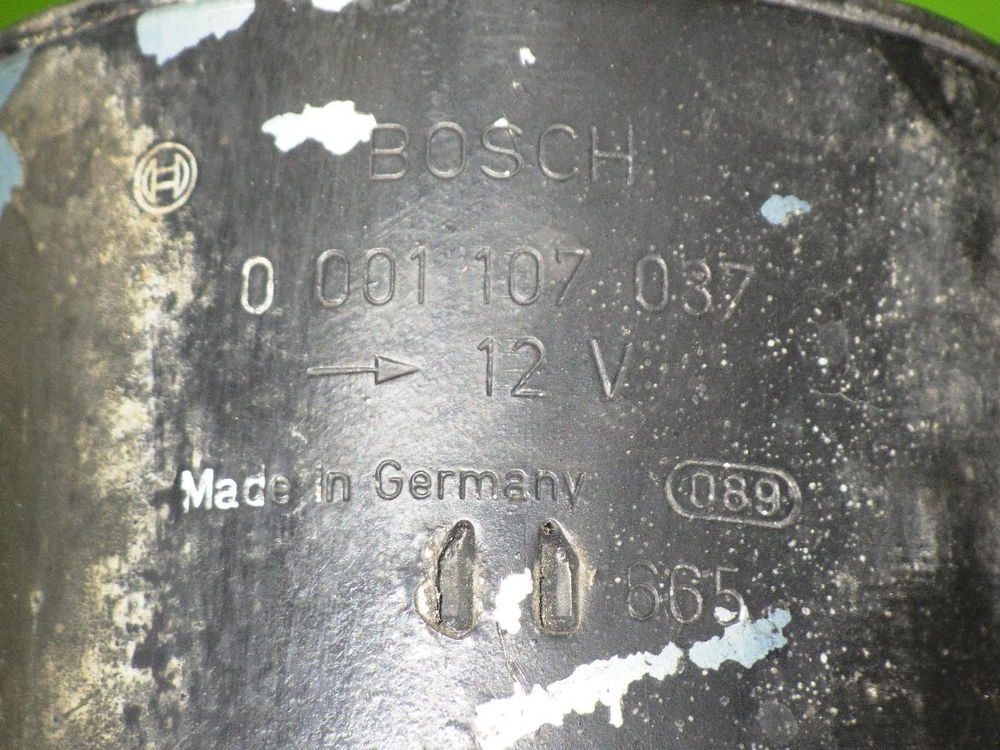 BOSCH
0 001 107 037
→ 12 V
Made in Germany 089
665